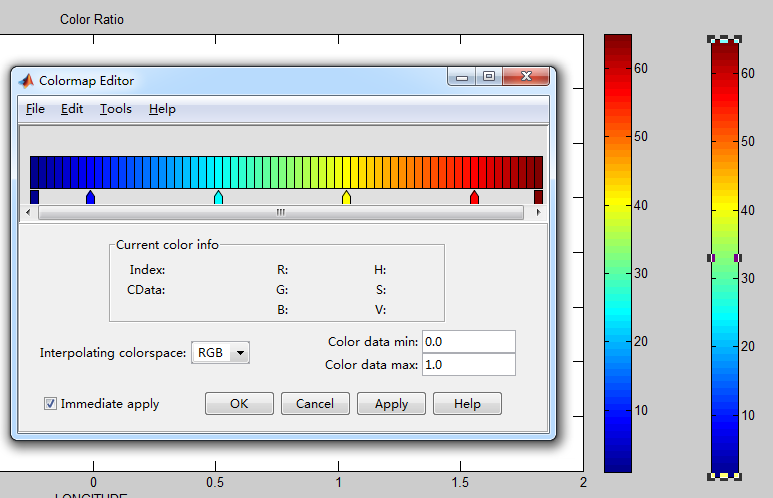 Color Ratio
Colormap Editor
File Edit Tools Help
Current color info
Index: R: H:
CData: G: S:
B: V:
Interpolating colorspace: RGB
Color data min: 0.0
Color data max: 1.0
Immediate apply OK Cancel Apply Help
0 0.5 1 1.5 2
LONGITUDE
60
50
40
30
20
10
60
50
40
30
20
10